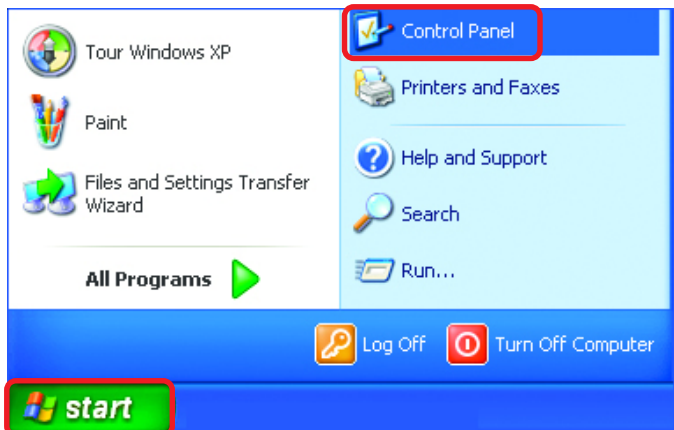 Tour Windows XP
Paint
Files and Settings Transfer
Wizard
All Programs
Control Panel
Printers and Faxes
Help and Support
Search
Run...
Log Off
Turn Off Computer
start